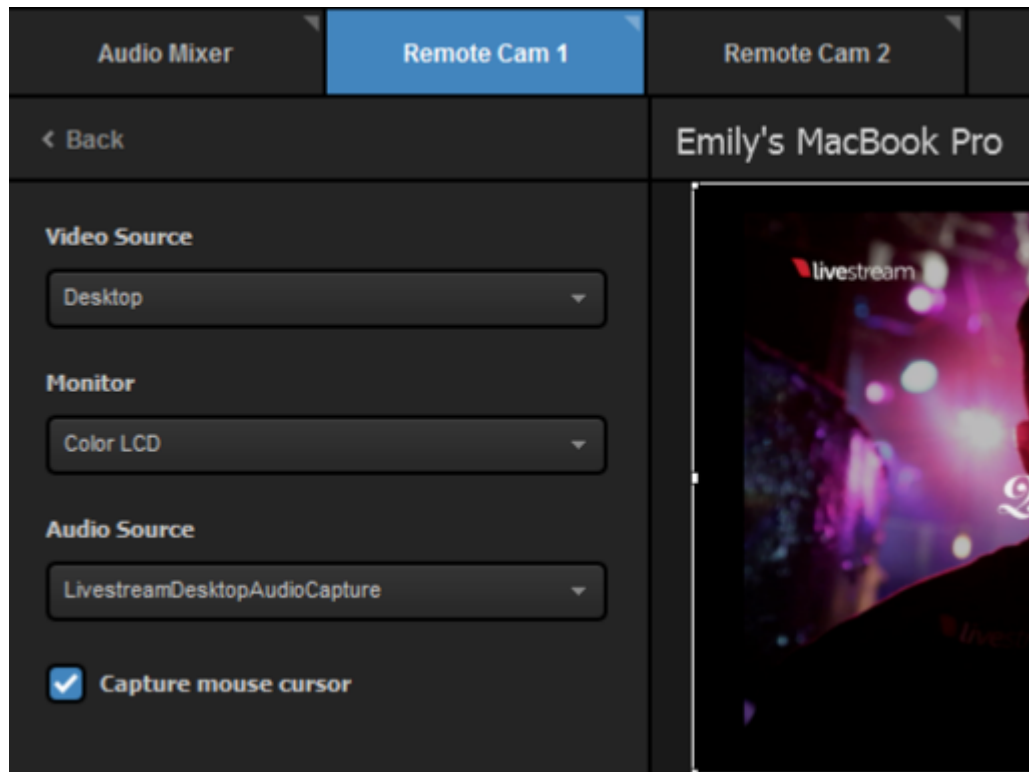 Audio Mixer
Remote Cam 1
Remote Cam 2
< Back
Emily's MacBook Pro
Video Source
Desktop
Monitor
Color LCD
Audio Source
LivestreamDesktopAudioCapture
Capture mouse cursor
livestream